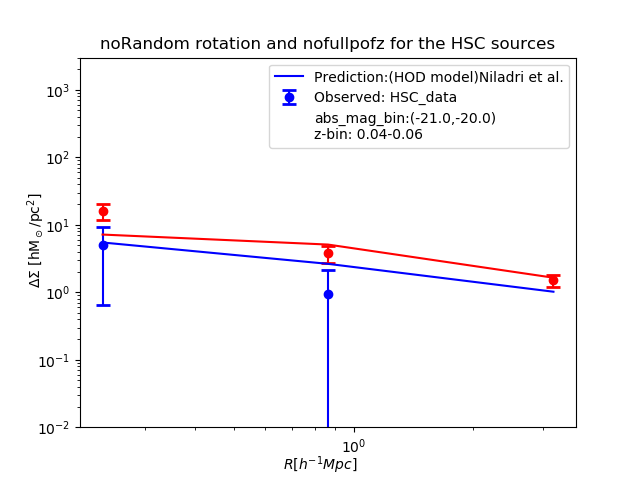 noRandom rotation and nofullpofz for the HSC sources
Prediction:(HOD model)Niladri et al.
Observed: HSC_data
abs_mag_bin:(-21.0,-20.0)
z-bin: 0.04-0.06
ΔΣ [hM⊙/pc²]
10³
10²
10¹
10⁰
10⁻¹
10⁻²
10⁰
R[h⁻¹Mpc]